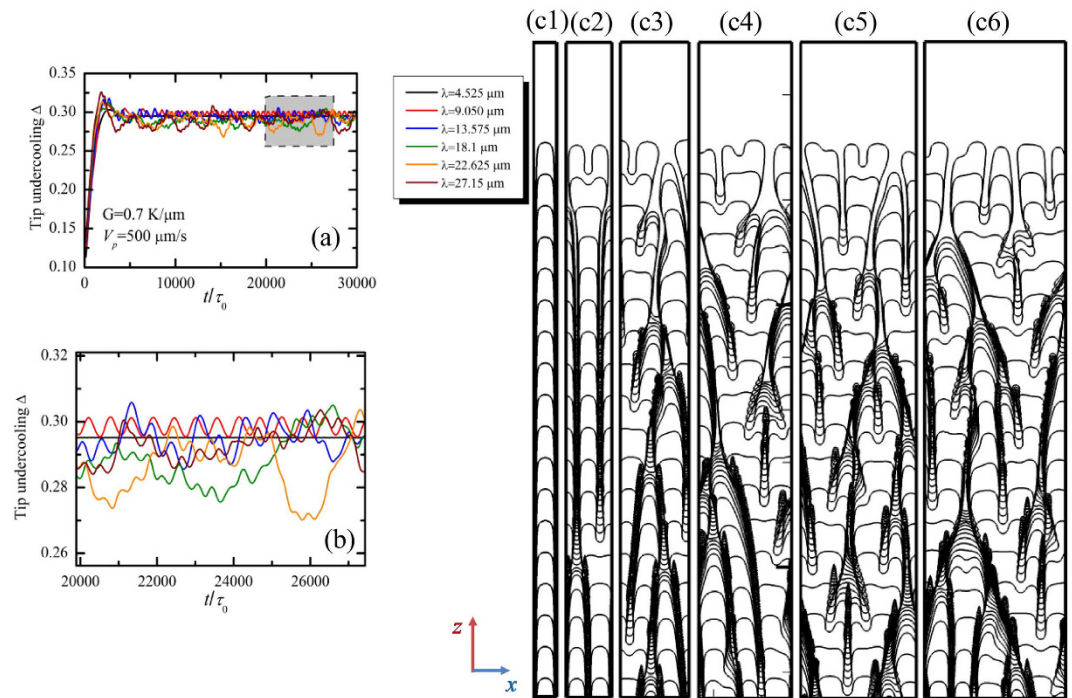 (c1) (c2) (c3) (c4) (c5) (c6)
Tip undercooling Δ
0.35
0.30
0.25
0.20
0.15
0.10
G=0.7 K/μm
Vp=500 μm/s
(a)
0 10000 20000 30000
t/τ0
λ=4.525 μm
λ=9.050 μm
λ=13.575 μm
λ=18.1 μm
λ=22.625 μm
λ=27.15 μm
Tip undercooling Δ
0.32
0.30
0.28
0.26
(b)
20000 22000 24000 26000
t/τ0
z
x